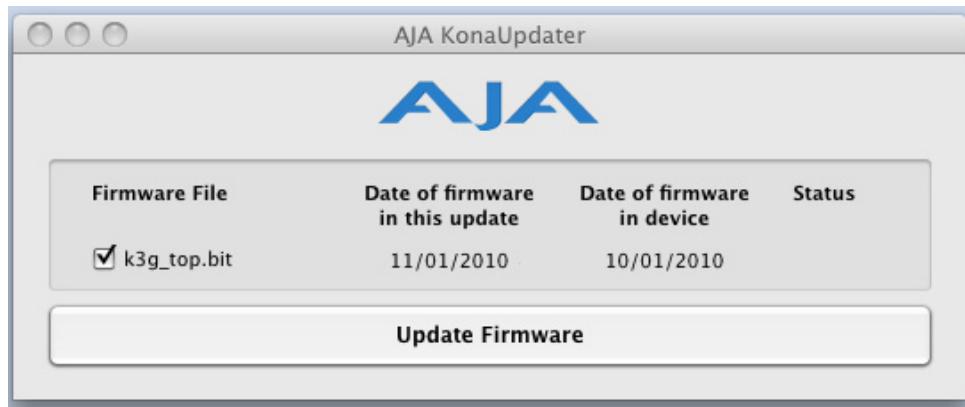 AJA KonaUpdater
AJA
Firmware File
Date of firmware
in this update
Date of firmware
in device
Status
k3g_top.bit
11/01/2010
10/01/2010
Update Firmware